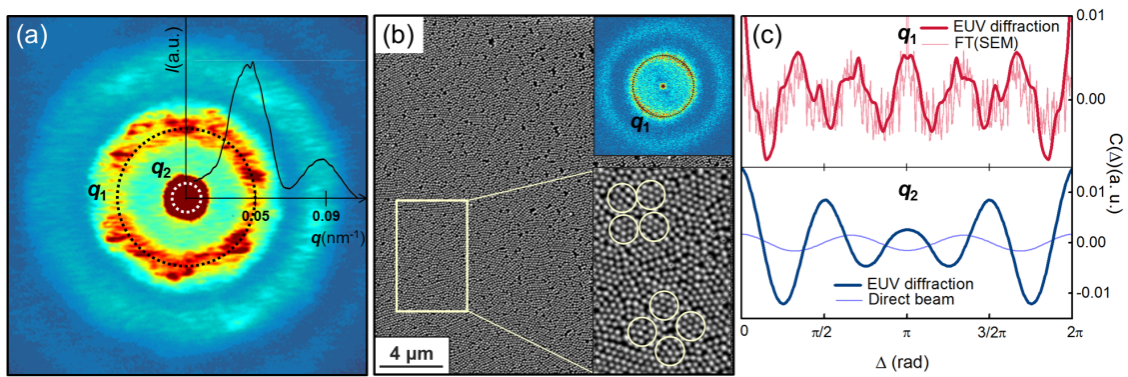 (a)
I(a.u.)
q₂
q₁
0.05
0.09
q(nm⁻¹)
(b)
q₁
4 μm
(c)
q₁
EUV diffraction
FT(SEM)
0.01
0.00
C(Δ)(a.u.)
q₂
0.01
0.00
-0.01
EUV diffraction
Direct beam
0
π/2
π
3/2π
2π
Δ (rad)